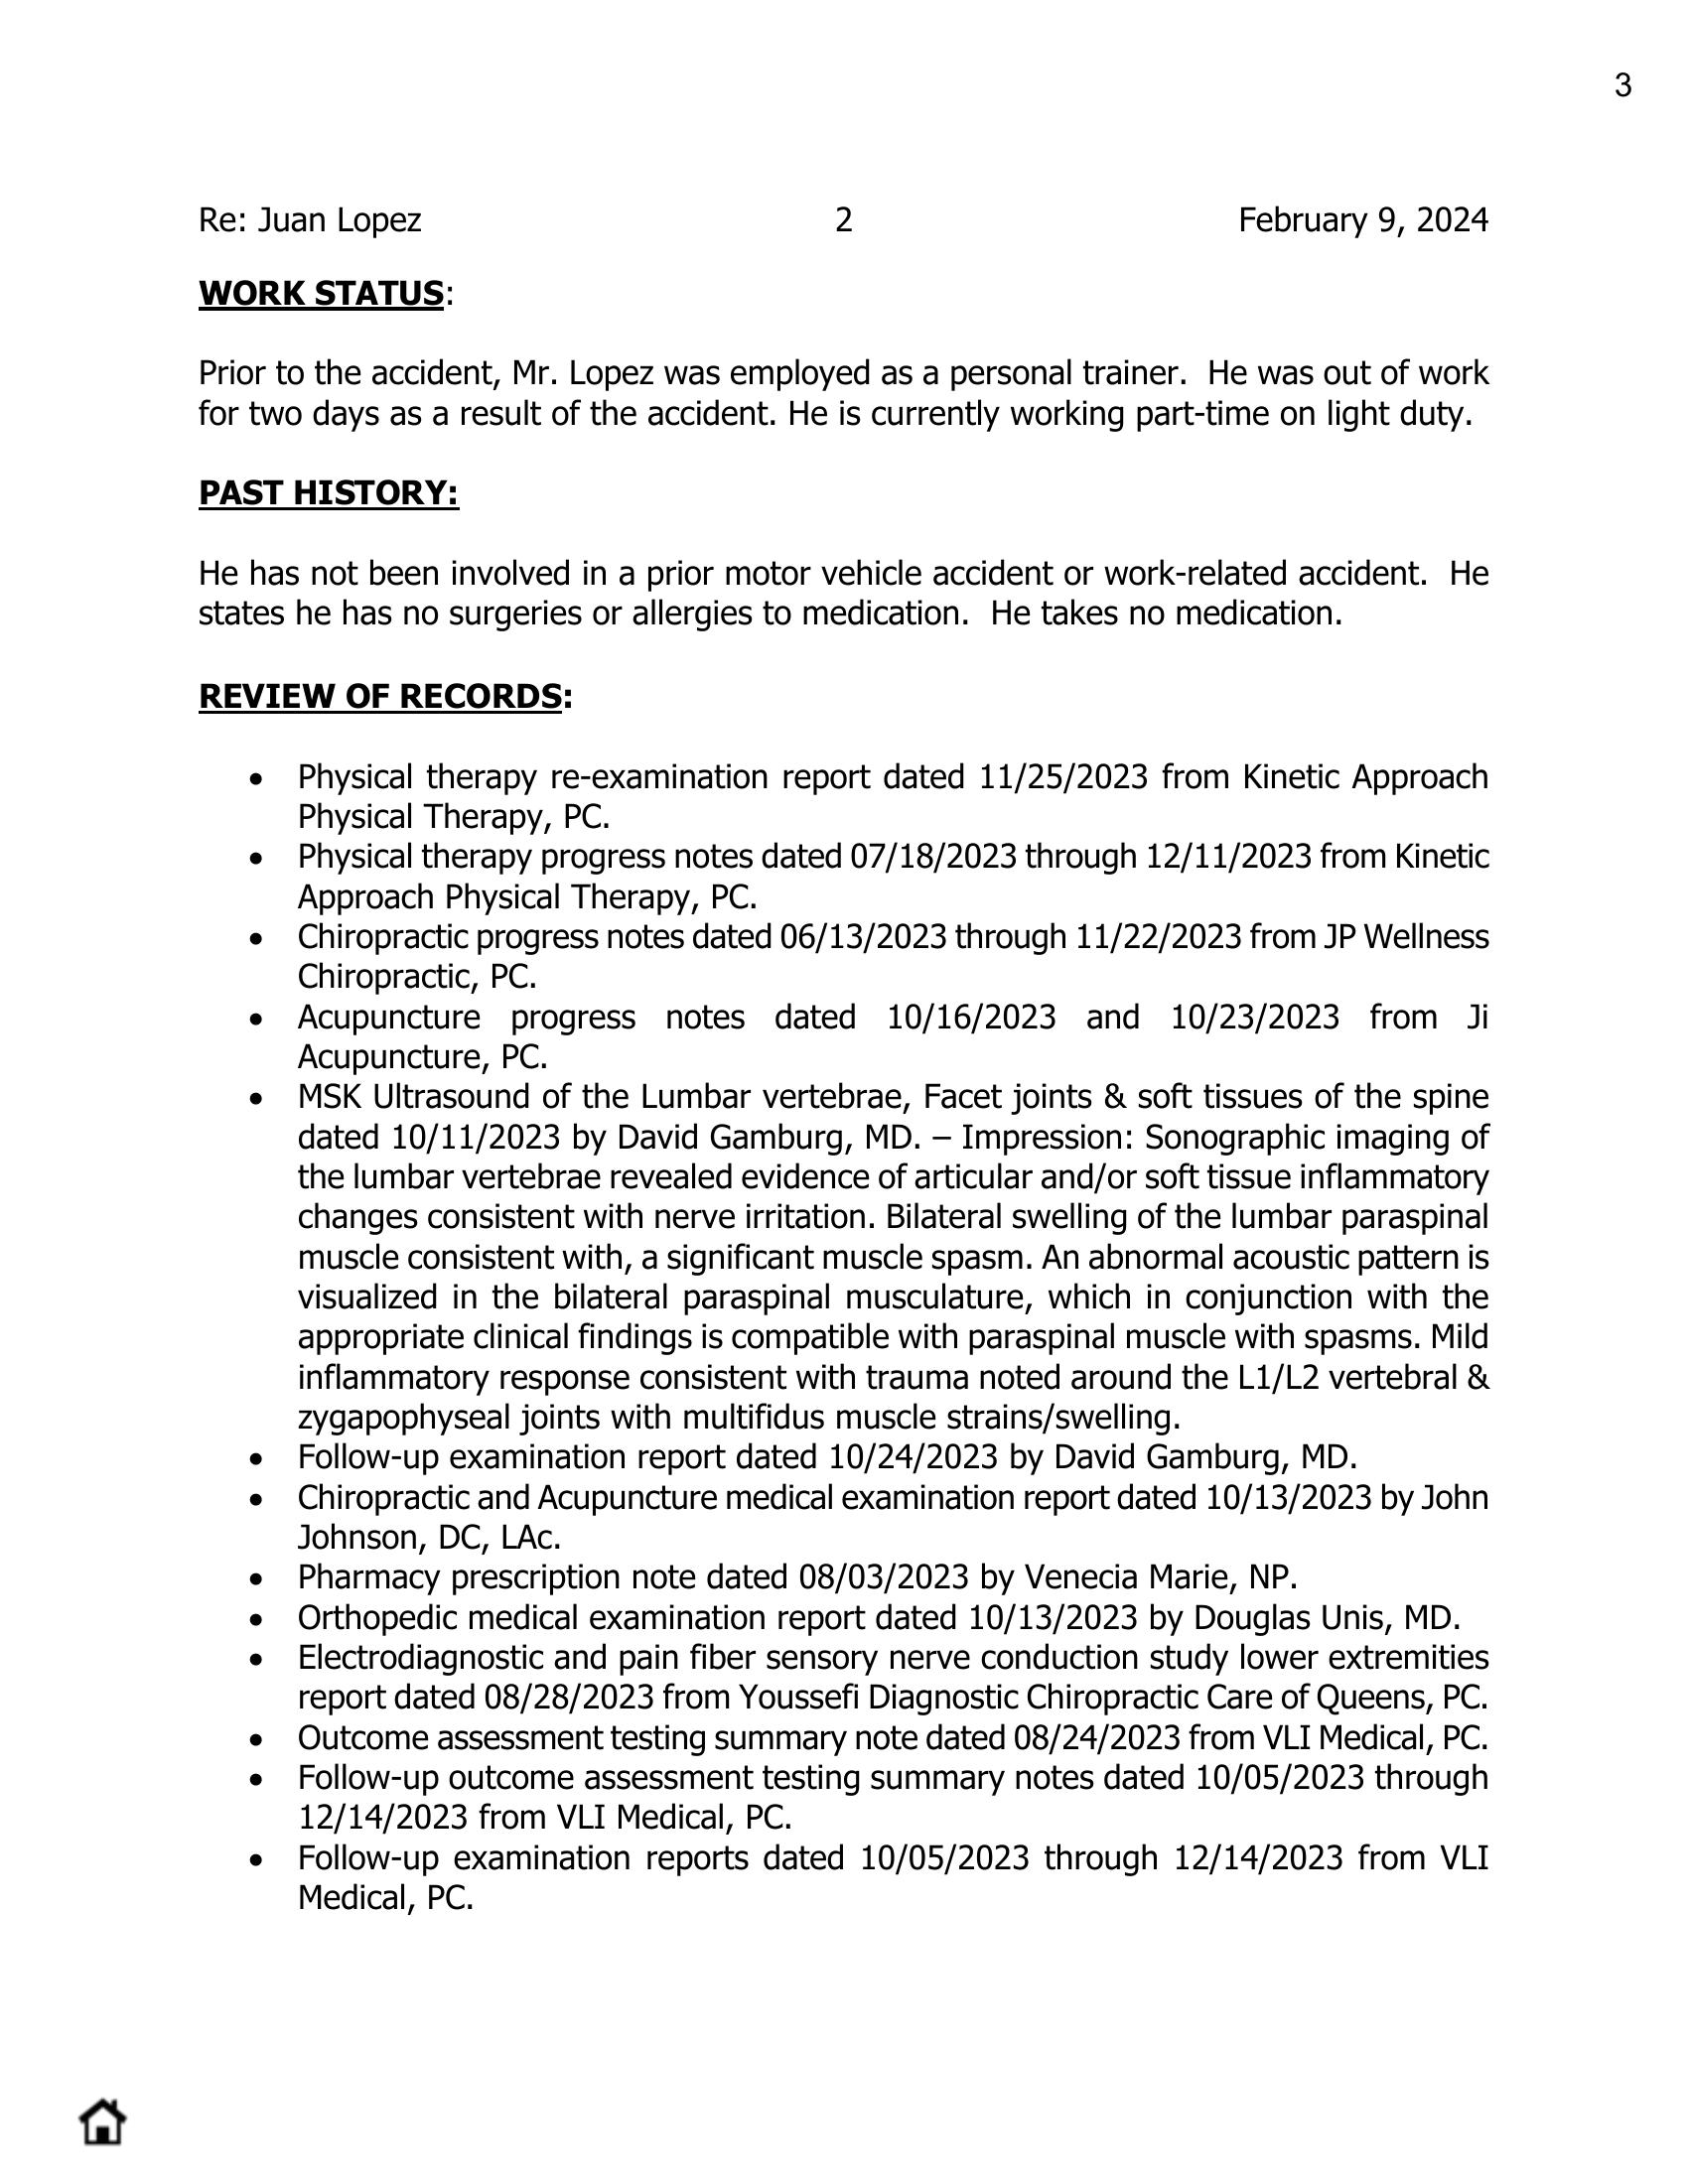 3
Re: Juan Lopez 2 February 9, 2024
WORK STATUS:
Prior to the accident, Mr. Lopez was employed as a personal trainer.  He was out of work
for two days as a result of the accident. He is currently working part-time on light duty.
PAST HISTORY:
He has not been involved in a prior motor vehicle accident or work-related accident.  He
states he has no surgeries or allergies to medication.  He takes no medication.
REVIEW OF RECORDS:
• Physical therapy re-examination report dated 11/25/2023 from Kinetic Approach
Physical Therapy, PC.
• Physical therapy progress notes dated 07/18/2023 through 12/11/2023 from Kinetic
Approach Physical Therapy, PC.
• Chiropractic progress notes dated 06/13/2023 through 11/22/2023 from JP Wellness
Chiropractic, PC.
• Acupuncture progress notes dated 10/16/2023 and 10/23/2023 from Ji
Acupuncture, PC.
• MSK Ultrasound of the Lumbar vertebrae, Facet joints & soft tissues of the spine
dated 10/11/2023 by David Gamburg, MD. – Impression: Sonographic imaging of
the lumbar vertebrae revealed evidence of articular and/or soft tissue inflammatory
changes consistent with nerve irritation. Bilateral swelling of the lumbar paraspinal
muscle consistent with, a significant muscle spasm. An abnormal acoustic pattern is
visualized in the bilateral paraspinal musculature, which in conjunction with the
appropriate clinical findings is compatible with paraspinal muscle with spasms. Mild
inflammatory response consistent with trauma noted around the L1/L2 vertebral &
zygapophyseal joints with multifidus muscle strains/swelling.
• Follow-up examination report dated 10/24/2023 by David Gamburg, MD.
• Chiropractic and Acupuncture medical examination report dated 10/13/2023 by John
Johnson, DC, LAc.
• Pharmacy prescription note dated 08/03/2023 by Venecia Marie, NP.
• Orthopedic medical examination report dated 10/13/2023 by Douglas Unis, MD.
• Electrodiagnostic and pain fiber sensory nerve conduction study lower extremities
report dated 08/28/2023 from Youssefi Diagnostic Chiropractic Care of Queens, PC.
• Outcome assessment testing summary note dated 08/24/2023 from VLI Medical, PC.
• Follow-up outcome assessment testing summary notes dated 10/05/2023 through
12/14/2023 from VLI Medical, PC.
• Follow-up examination reports dated 10/05/2023 through 12/14/2023 from VLI
Medical, PC.